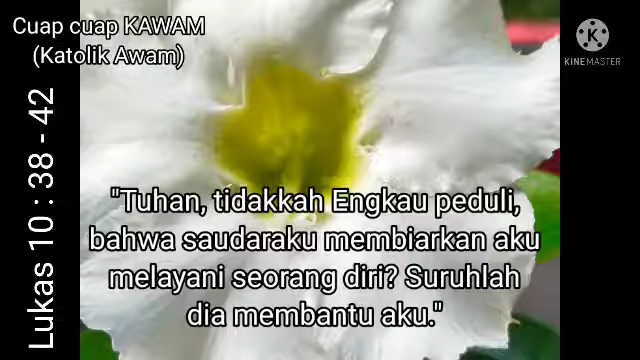 Cuap cuap KAWAM
(Katolik Awam)
K
KINEMASTER
Lukas 10 : 38 - 42
"Tuhan, tidakkah Engkau peduli,
bahwa saudaraku membiarkan aku
melayani seorang diri? Suruhlah
dia membantu aku."